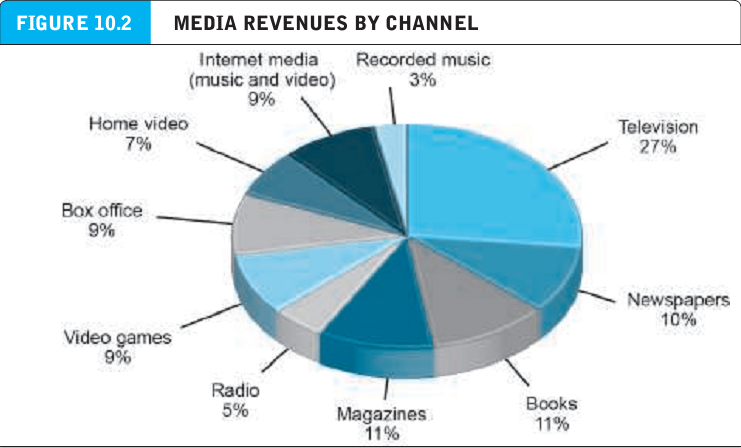 FIGURE 10.2 MEDIA REVENUES BY CHANNEL
Internet media
(music and video)
9%
Recorded music
3%
Television
27%
Newspapers
10%
Books
11%
Magazines
11%
Radio
5%
Video games
9%
Box office
9%
Home video
7%